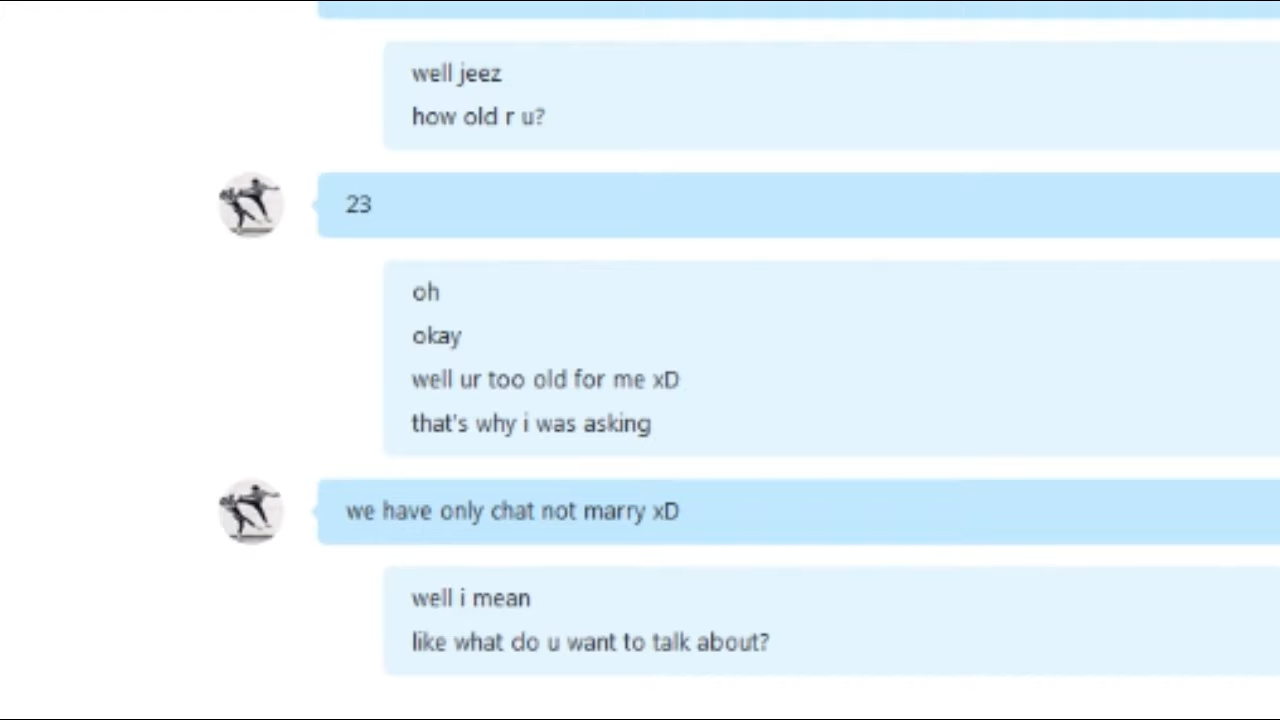 well jeez
how old r u?
23
oh
okay
well ur too old for me xD
that's why i was asking
we have only chat not marry xD
well i mean
like what do u want to talk about?